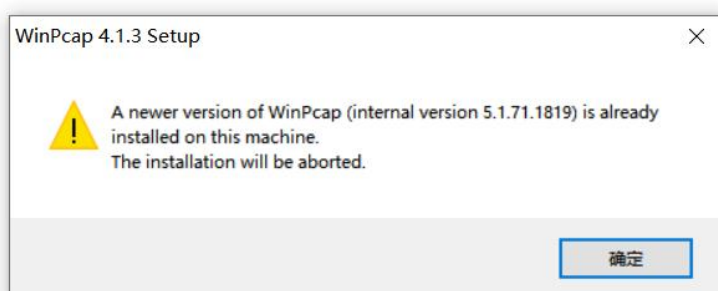 WinPcap 4.1.3 Setup
A newer version of WinPcap (internal version 5.1.71.1819) is already
installed on this machine.
The installation will be aborted.
确定